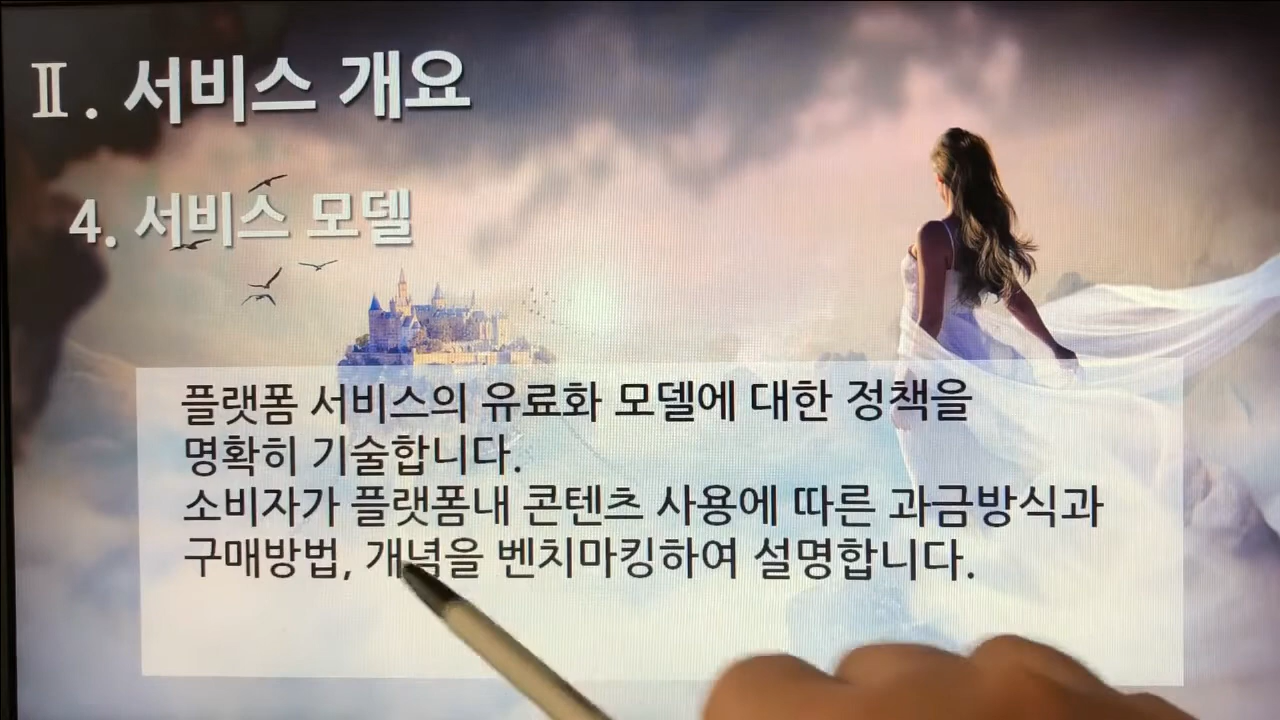 Ⅱ. 서비스 개요
4. 서비스 모델
플랫폼 서비스의 유료화 모델에 대한 정책을
명확히 기술합니다.
소비자가 플랫폼내 콘텐츠 사용에 따른 과금방식과
구매방법, 개념을 벤치마킹하여 설명합니다.